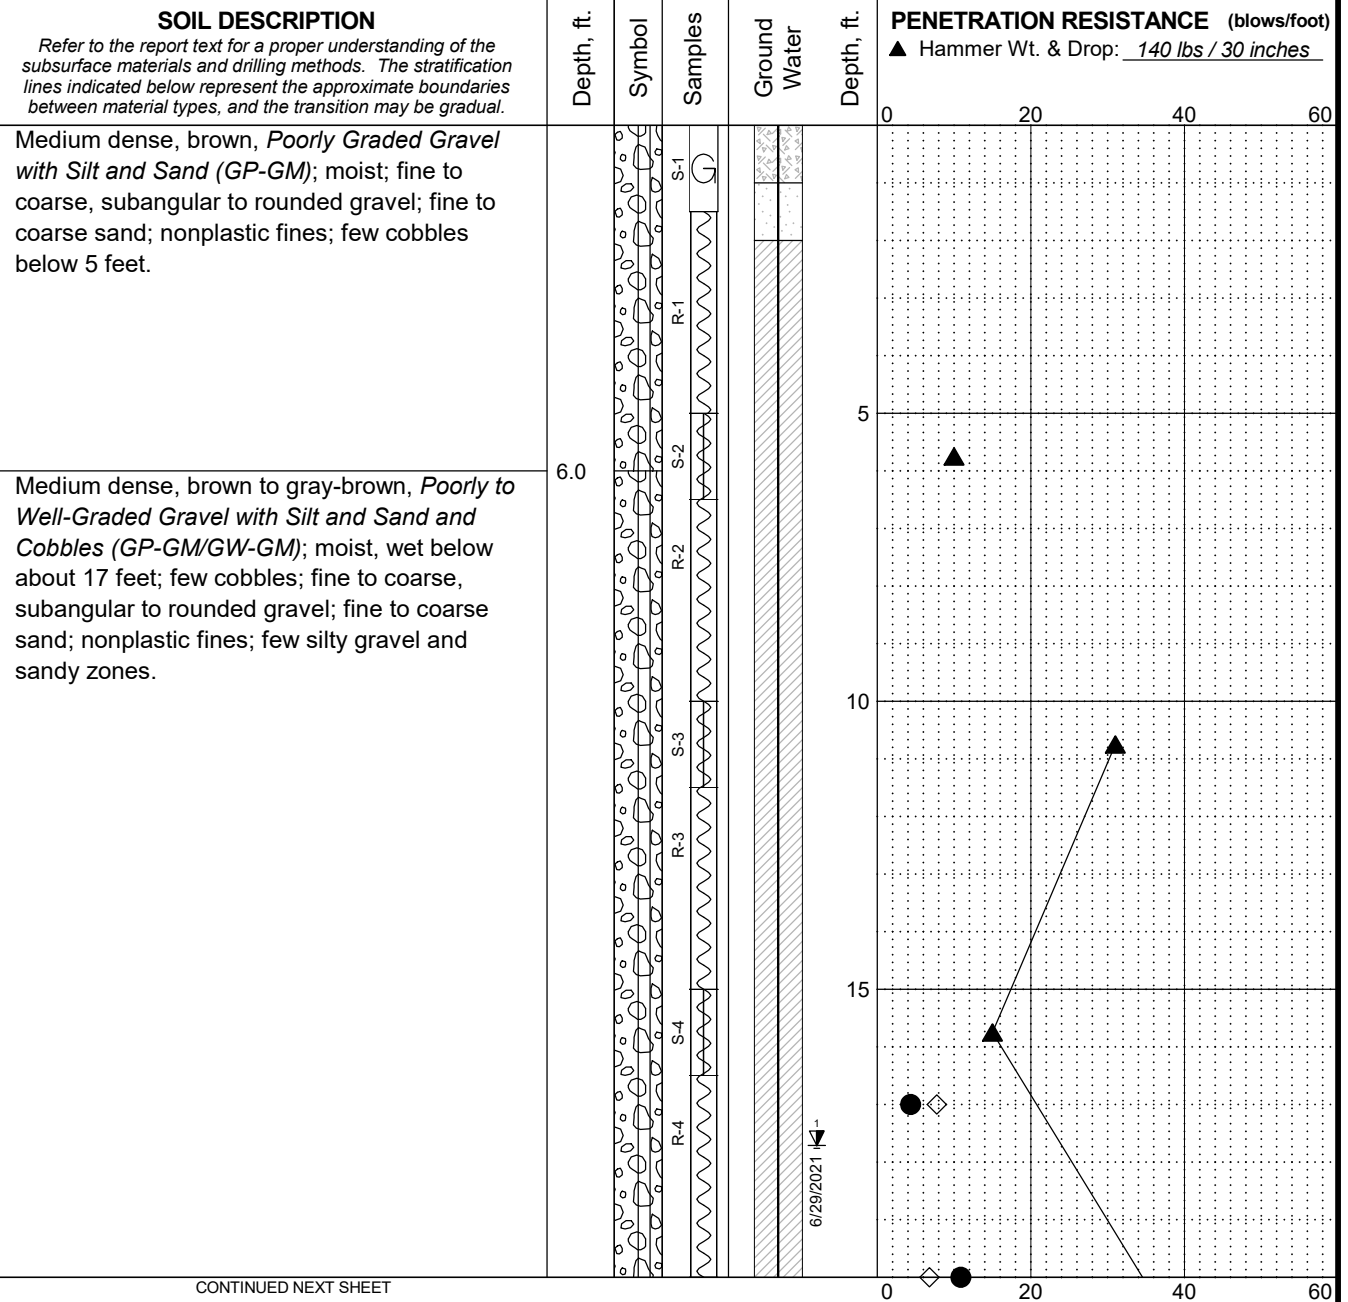 SOIL DESCRIPTION
Refer to the report text for a proper understanding of the
subsurface materials and drilling methods. The stratification
lines indicated below represent the approximate boundaries
between material types, and the transition may be gradual.
Depth, ft.
Symbol
Samples
Ground
Water
Depth, ft.
PENETRATION RESISTANCE (blows/foot)
▲ Hammer Wt. & Drop: 140 lbs / 30 inches
0 20 40 60
Medium dense, brown, Poorly Graded Gravel
with Silt and Sand (GP-GM); moist; fine to
coarse, subangular to rounded gravel; fine to
coarse sand; nonplastic fines; few cobbles
below 5 feet.
S-1
G
R-1
5
S-2
6.0
Medium dense, brown to gray-brown, Poorly to
Well-Graded Gravel with Silt and Sand and
Cobbles (GP-GM/GW-GM); moist, wet below
about 17 feet; few cobbles; fine to coarse,
subangular to rounded gravel; fine to coarse
sand; nonplastic fines; few silty gravel and
sandy zones.
R-2
10
S-3
R-3
15
S-4
R-4
6/29/2021
1
CONTINUED NEXT SHEET
0 20 40 60